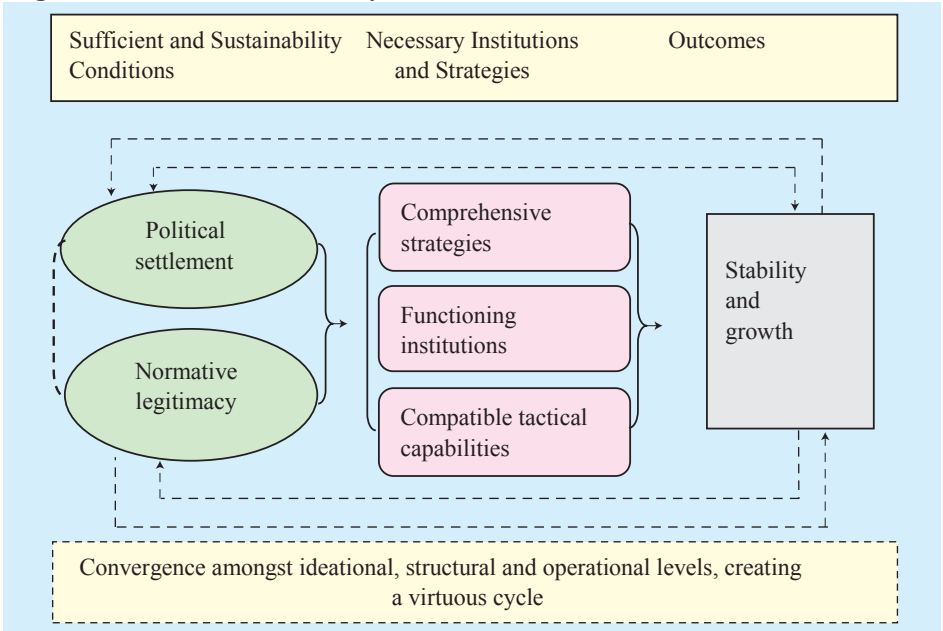 Sufficient and Sustainability
Conditions
Necessary Institutions
and Strategies
Outcomes
Political
settlement
Normative
legitimacy
Comprehensive
strategies
Functioning
institutions
Compatible tactical
capabilities
Stability
and
growth
Convergence amongst ideational, structural and operational levels, creating
a virtuous cycle